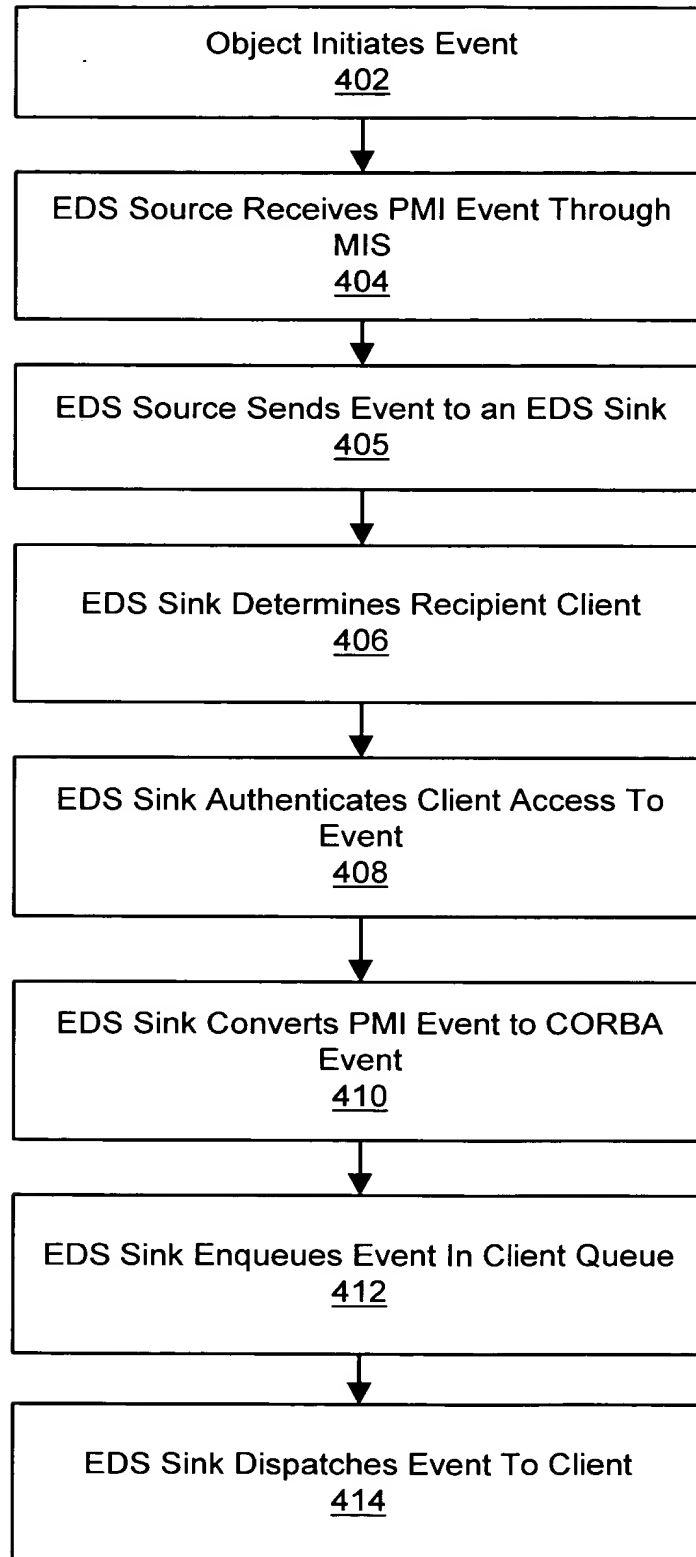 Object Initiates Event
402
EDS Source Receives PMI Event Through
MIS
404
EDS Source Sends Event to an EDS Sink
405
EDS Sink Determines Recipient Client
406
EDS Sink Authenticates Client Access To
Event
408
EDS Sink Converts PMI Event to CORBA
Event
410
EDS Sink Enqueues Event In Client Queue
412
EDS Sink Dispatches Event To Client
414